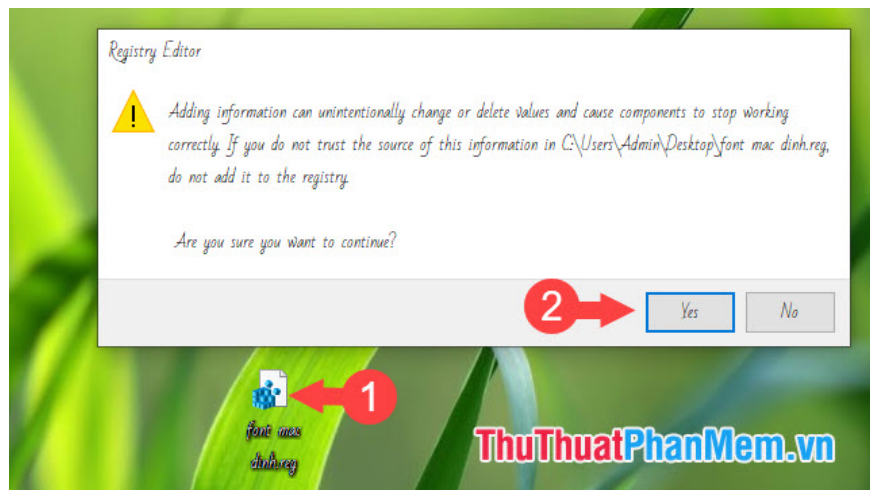 Registry Editor
Adding information can unintentionally change or delete values and cause components to stop working
correctly. If you do not trust the source of this information in C:\Users\Admin\Desktop\font mac dinh.reg,
do not add it to the registry.
Are you sure you want to continue?
2
Yes
No
1
font mac
dinh.reg
ThuThuatPhanMem.vn